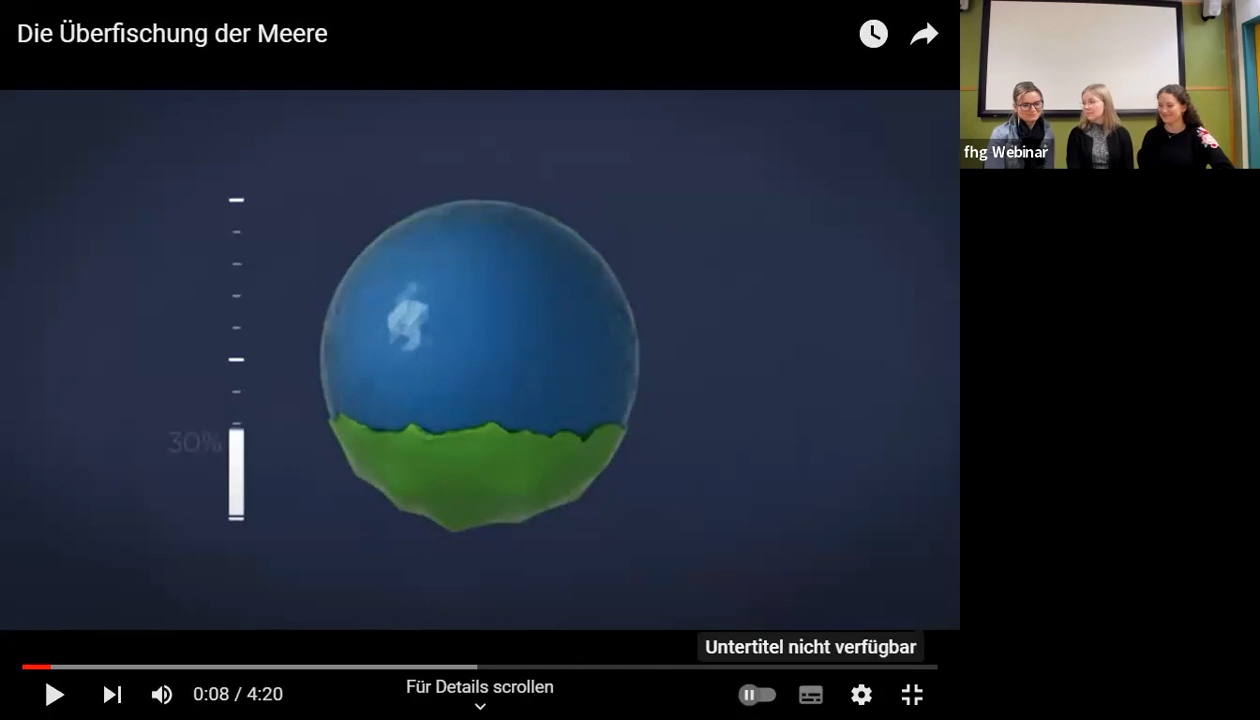 Die Überfischung der Meere
fhg Webinar
30%
Untertitel nicht verfügbar
0:08 / 4:20
Für Details scrollen